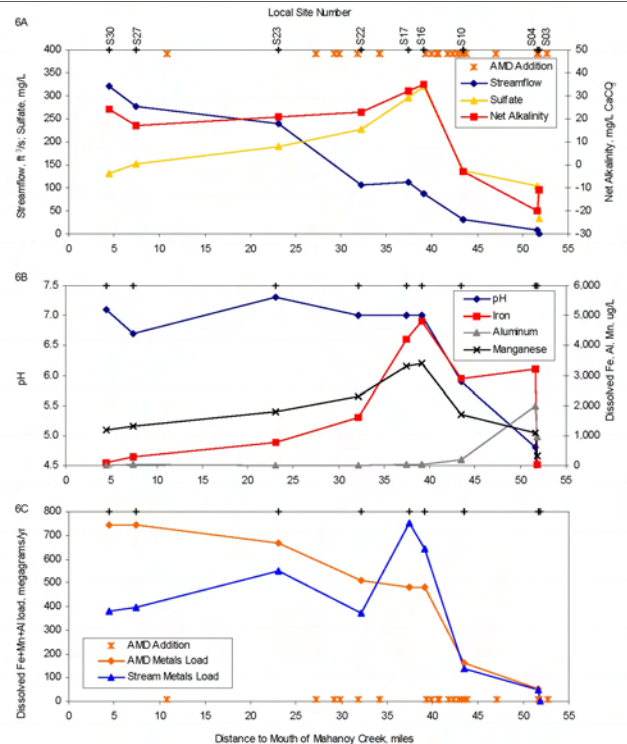 Local Site Number
6A
S30 S27 S23 S22 S17 S16 S10 S04 S03
Streamflow, ft³/s; Sulfate, mg/L
400
350
300
250
200
150
100
50
0
50
40
30
20
10
0
-10
-20
-30
Net Alkalinity, mg/L CaCO
AMD Addition
Streamflow
Sulfate
Net Alkalinity
0 5 10 15 20 25 30 35 40 45 50 55
6B
pH
7.5
7.0
6.5
6.0
5.5
5.0
4.5
6,000
5,000
4,000
3,000
2,000
1,000
0
Dissolved Fe, Al, Mn, ug/L
pH
Iron
Aluminum
Manganese
0 5 10 15 20 25 30 35 40 45 50 55
6C
Dissolved Fe+Mn+Al load, megagrams/yr
800
700
600
500
400
300
200
100
0
AMD Addition
AMD Metals Load
Stream Metals Load
0 5 10 15 20 25 30 35 40 45 50 55
Distance to Mouth of Mahanoy Creek, miles